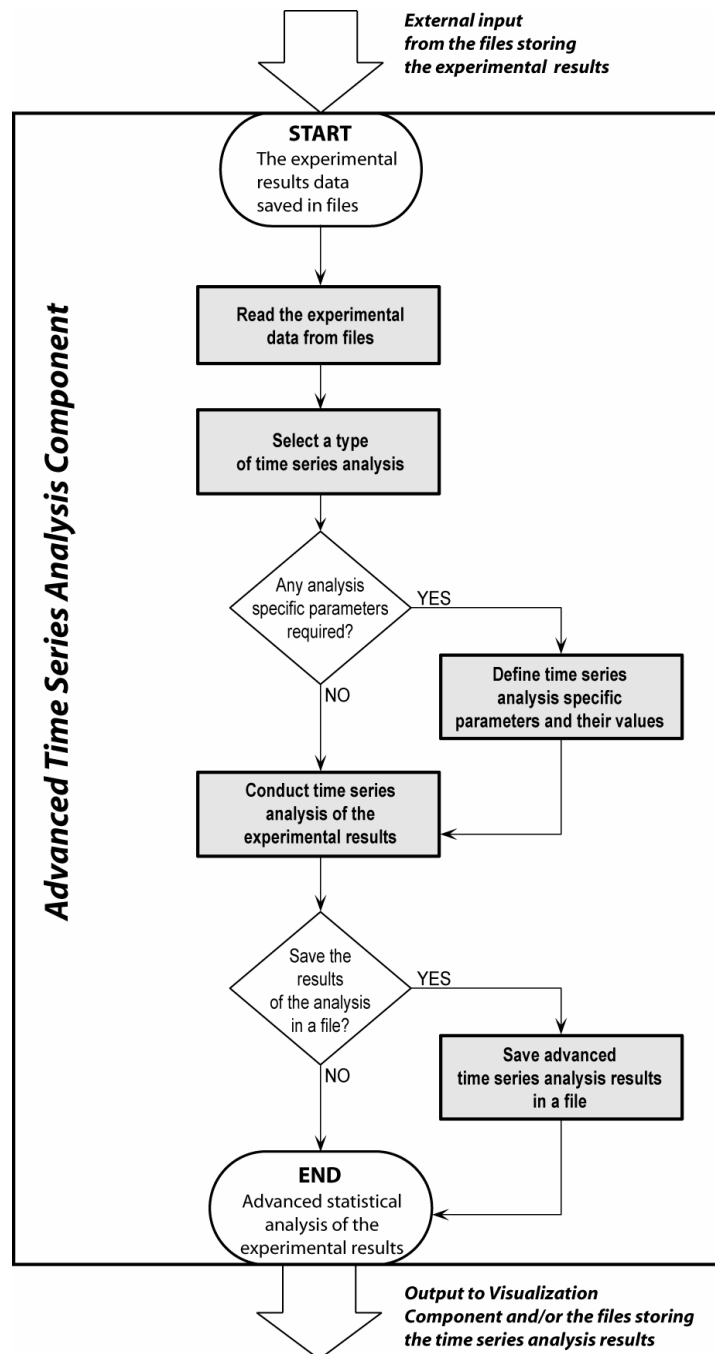 External input
from the files storing
the experimental results
START
The experimental
results data
saved in files
Advanced Time Series Analysis Component
Read the experimental
data from files
Select a type
of time series analysis
Any analysis
specific parameters
required?
YES
NO
Define time series
analysis specific
parameters and their values
Conduct time series
analysis of the
experimental results
Save the
results
of the analysis
in a file?
YES
NO
Save advanced
time series analysis results
in a file
END
Advanced statistical
analysis of the
experimental results
Output to Visualization
Component and/or the files storing
the time series analysis results